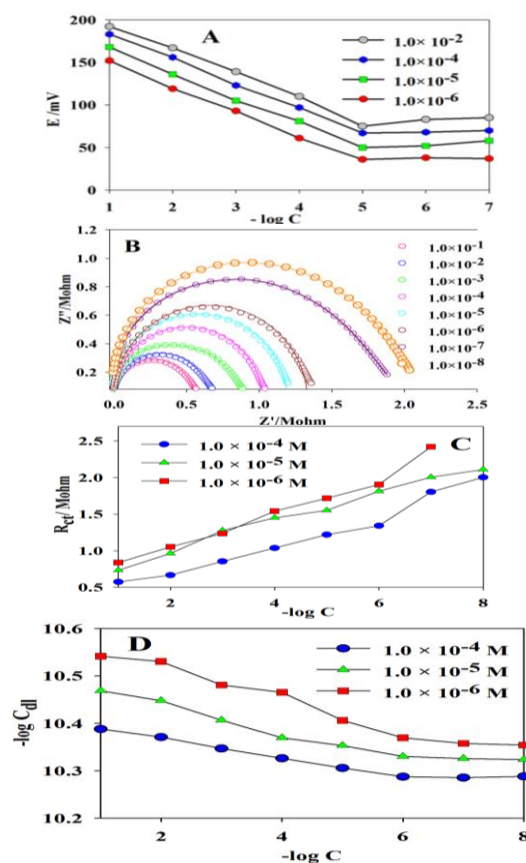 A
1.0× 10⁻²
1.0×10⁻⁴
1.0×10⁻⁵
1.0×10⁻⁶
E /mV
200
150
100
50
0
1 2 3 4 5 6 7
- log C
B
1.0×10⁻¹
1.0×10⁻²
1.0×10⁻³
1.0×10⁻⁴
1.0×10⁻⁵
1.0×10⁻⁶
1.0×10⁻⁷
1.0×10⁻⁸
Z''/Mohm
1.2
1.0
0.8
0.6
0.4
0.2
0.0 0.5 1.0 1.5 2.0 2.5
Z'/Mohm
C
1.0 × 10⁻⁴ M
1.0 × 10⁻⁵ M
1.0 × 10⁻⁶ M
Rct/ Mohm
2.5
2.0
1.5
1.0
0.5
2 4 6 8
-log C
D
1.0 × 10⁻⁴ M
1.0 × 10⁻⁵ M
1.0 × 10⁻⁶ M
-log Cdl
10.6
10.5
10.4
10.3
10.2
2 4 6 8
-log C